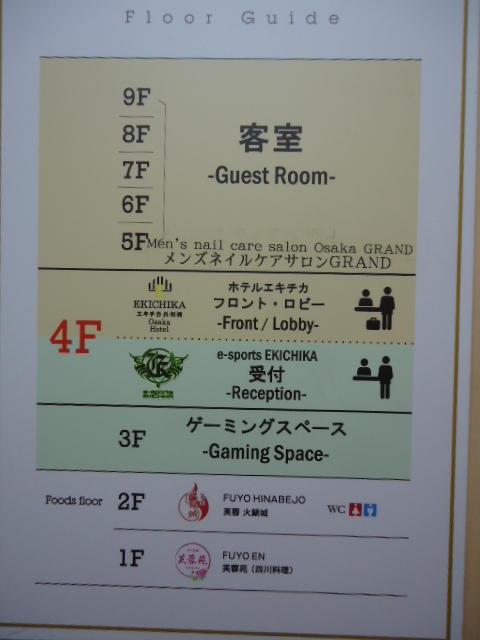 Floor Guide
9F
8F
7F
6F
5F
客室
-Guest Room-
Men's nail care salon Osaka GRAND
メンズネイルケアサロンGRAND
4F
EKICHIKA
Osaka
Hotel
ホテルエキチカ
フロント・ロビー
-Front / Lobby-
e-sports EKICHIKA
受付
-Reception-
3F
ゲーミングスペース
-Gaming Space-
Foods floor
2F
FUYO HINABEJO
芙蓉 火鍋城
WC
1F
芙蓉苑
FUYO EN
芙蓉苑（四川料理）